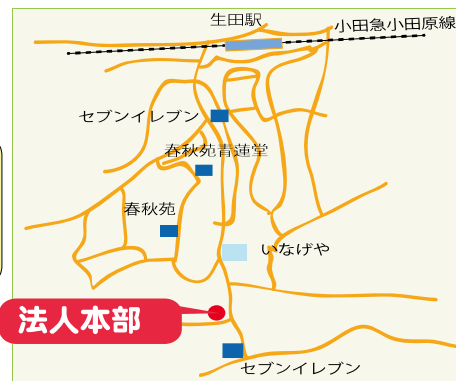 生田駅
小田急小田原線
セブンイレブン
春秋苑青蓮堂
春秋苑
いなげや
法人本部
セブンイレブン